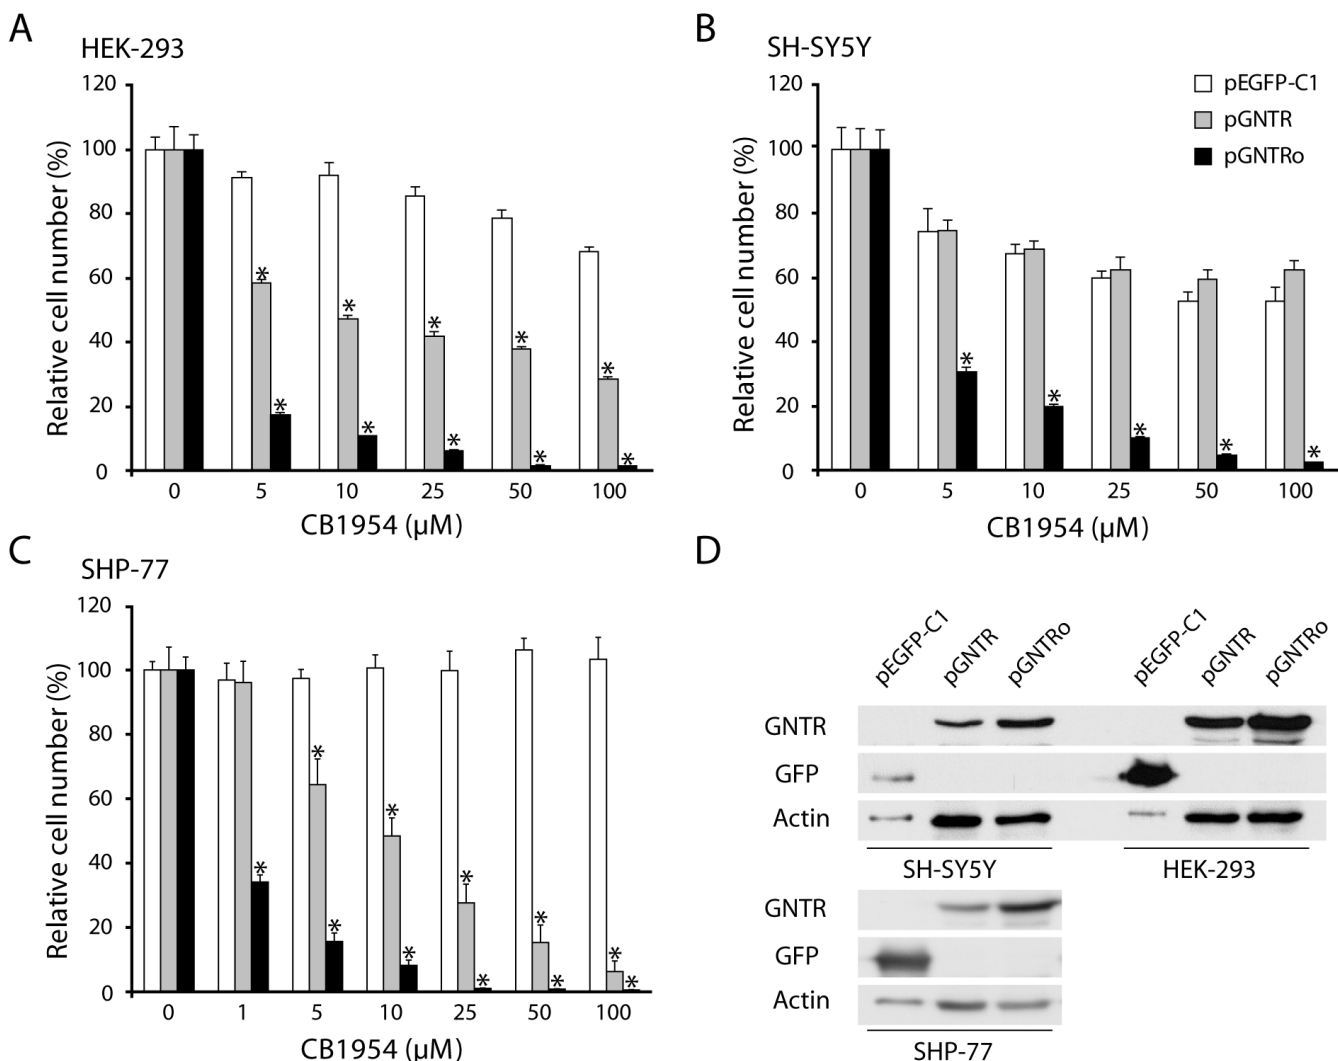 A
HEK-293
Relative cell number (%)
120
100
80
60
40
20
0
* * * * *
* * * * *
0 5 10 25 50 100
CB1954 (μM)
B
SH-SY5Y
pEGFP-C1
pGNTR
pGNTRo
Relative cell number (%)
120
100
80
60
40
20
0
* * * * *
0 5 10 25 50 100
CB1954 (μM)
C
SHP-77
Relative cell number (%)
120
100
80
60
40
20
0
* * * * *
* * * * * *
0 1 5 10 25 50 100
CB1954 (μM)
D
pEGFP-C1 pGNTR pGNTRo pEGFP-C1 pGNTR pGNTRo
GNTR
GFP
Actin
SH-SY5Y HEK-293
GNTR
GFP
Actin
SHP-77